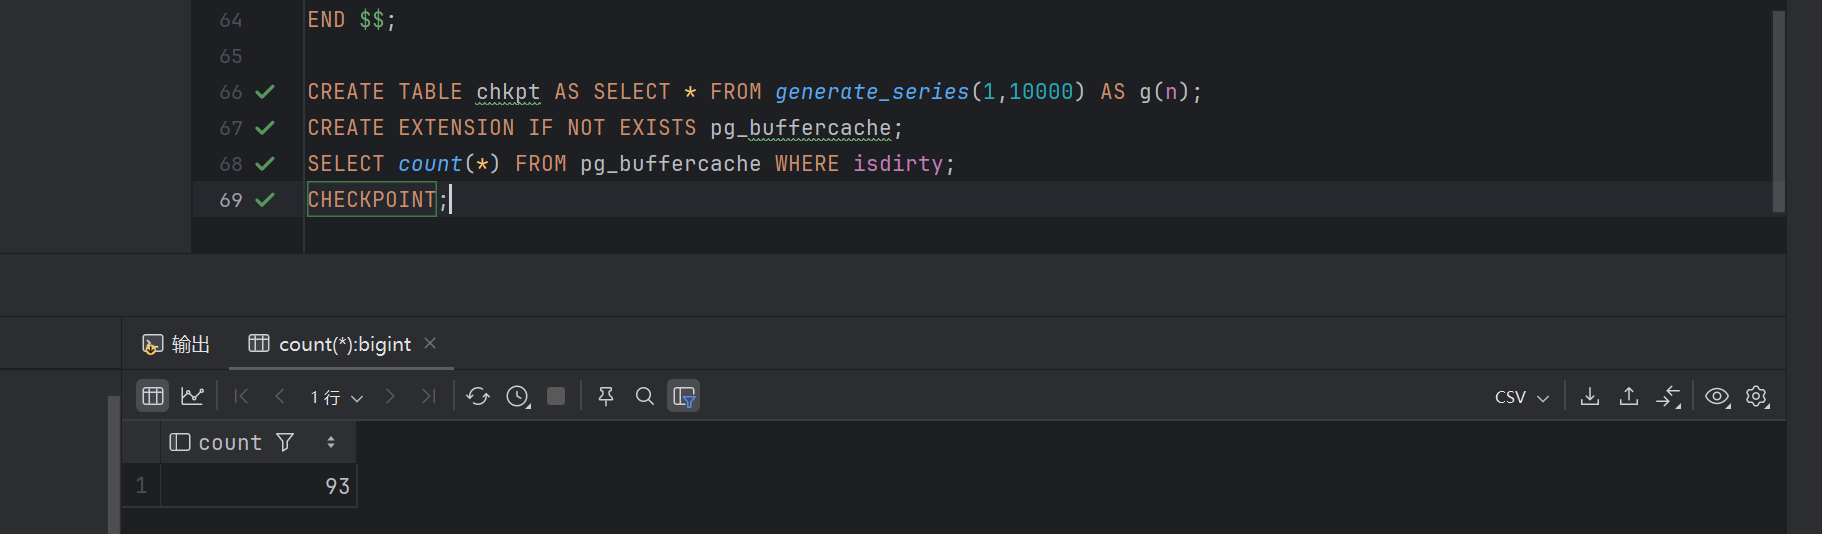 64 END $$;
65
66 CREATE TABLE chkpt AS SELECT * FROM generate_series(1,10000) AS g(n);
67 CREATE EXTENSION IF NOT EXISTS pg_buffercache;
68 SELECT count(*) FROM pg_buffercache WHERE isdirty;
69 CHECKPOINT;
输出 count(*):bigint
1 行 CSV
count
1 93